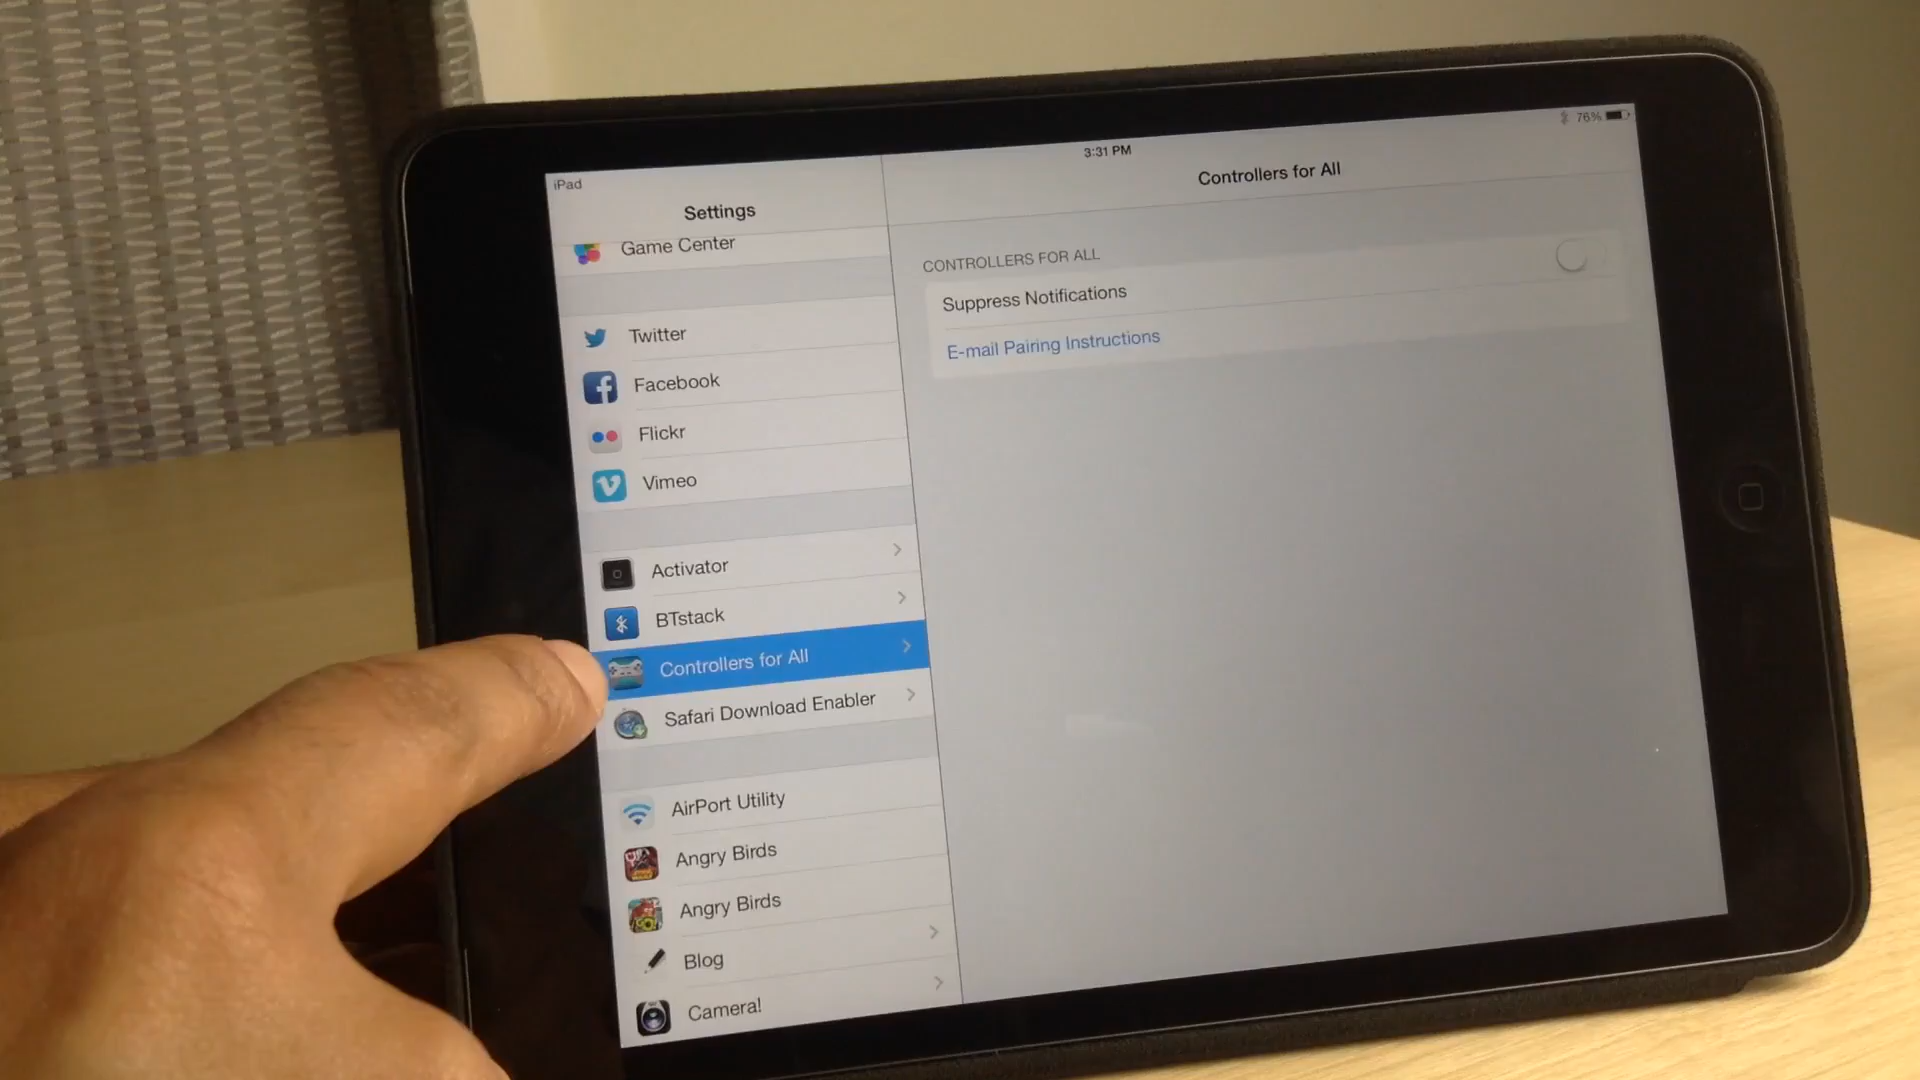 iPad
3:31 PM
76%
Settings
Game Center
Twitter
Facebook
Flickr
Vimeo
Activator
BTstack
Controllers for All
Safari Download Enabler
AirPort Utility
Angry Birds
Angry Birds
Blog
Camera!
Controllers for All
CONTROLLERS FOR ALL
Suppress Notifications
E-mail Pairing Instructions